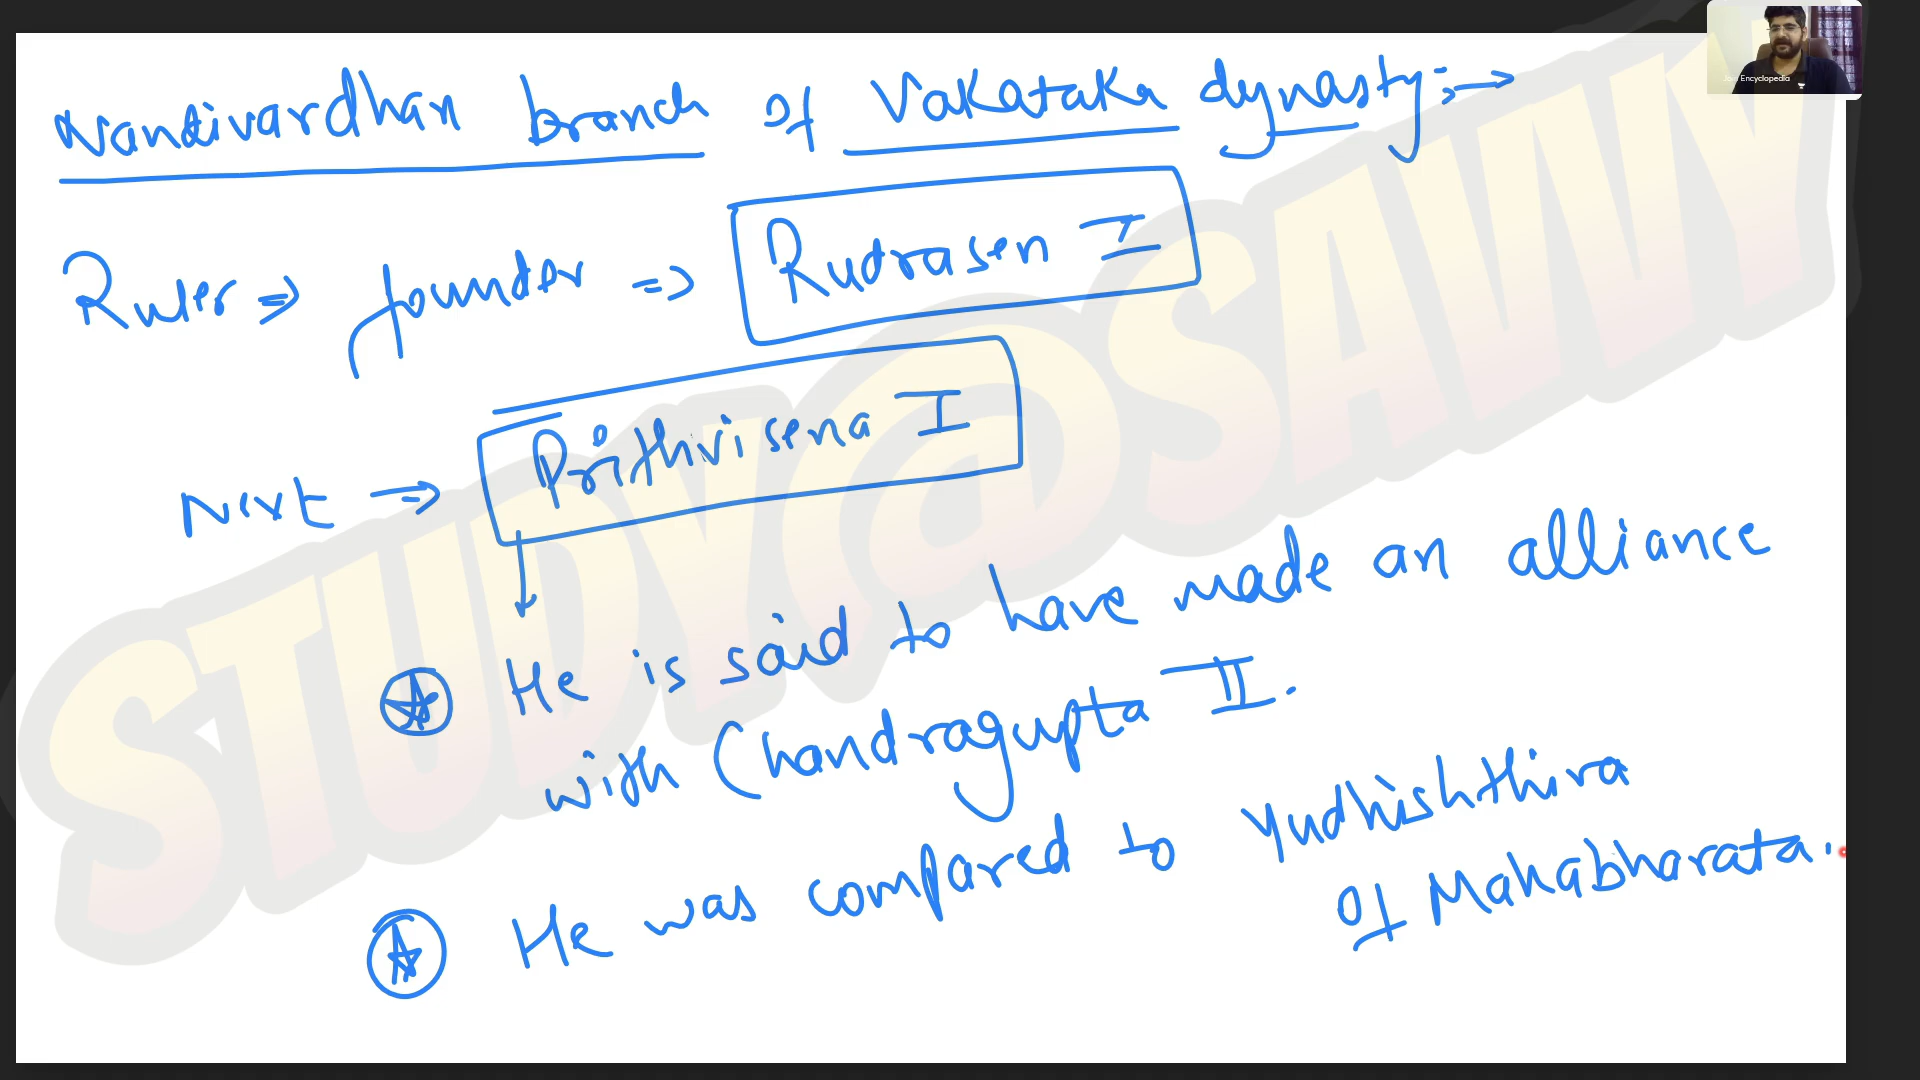 Nandivardhan branch of Vakataka dynasty :->
Ruler => founder => Rudrasen I
Next => Prithvisena I
He is said to have made an alliance
with Chandragupta II.
He was compared to Yudhishthira
of Mahabharata.
STUDY@SAVVY
Encyclopedia